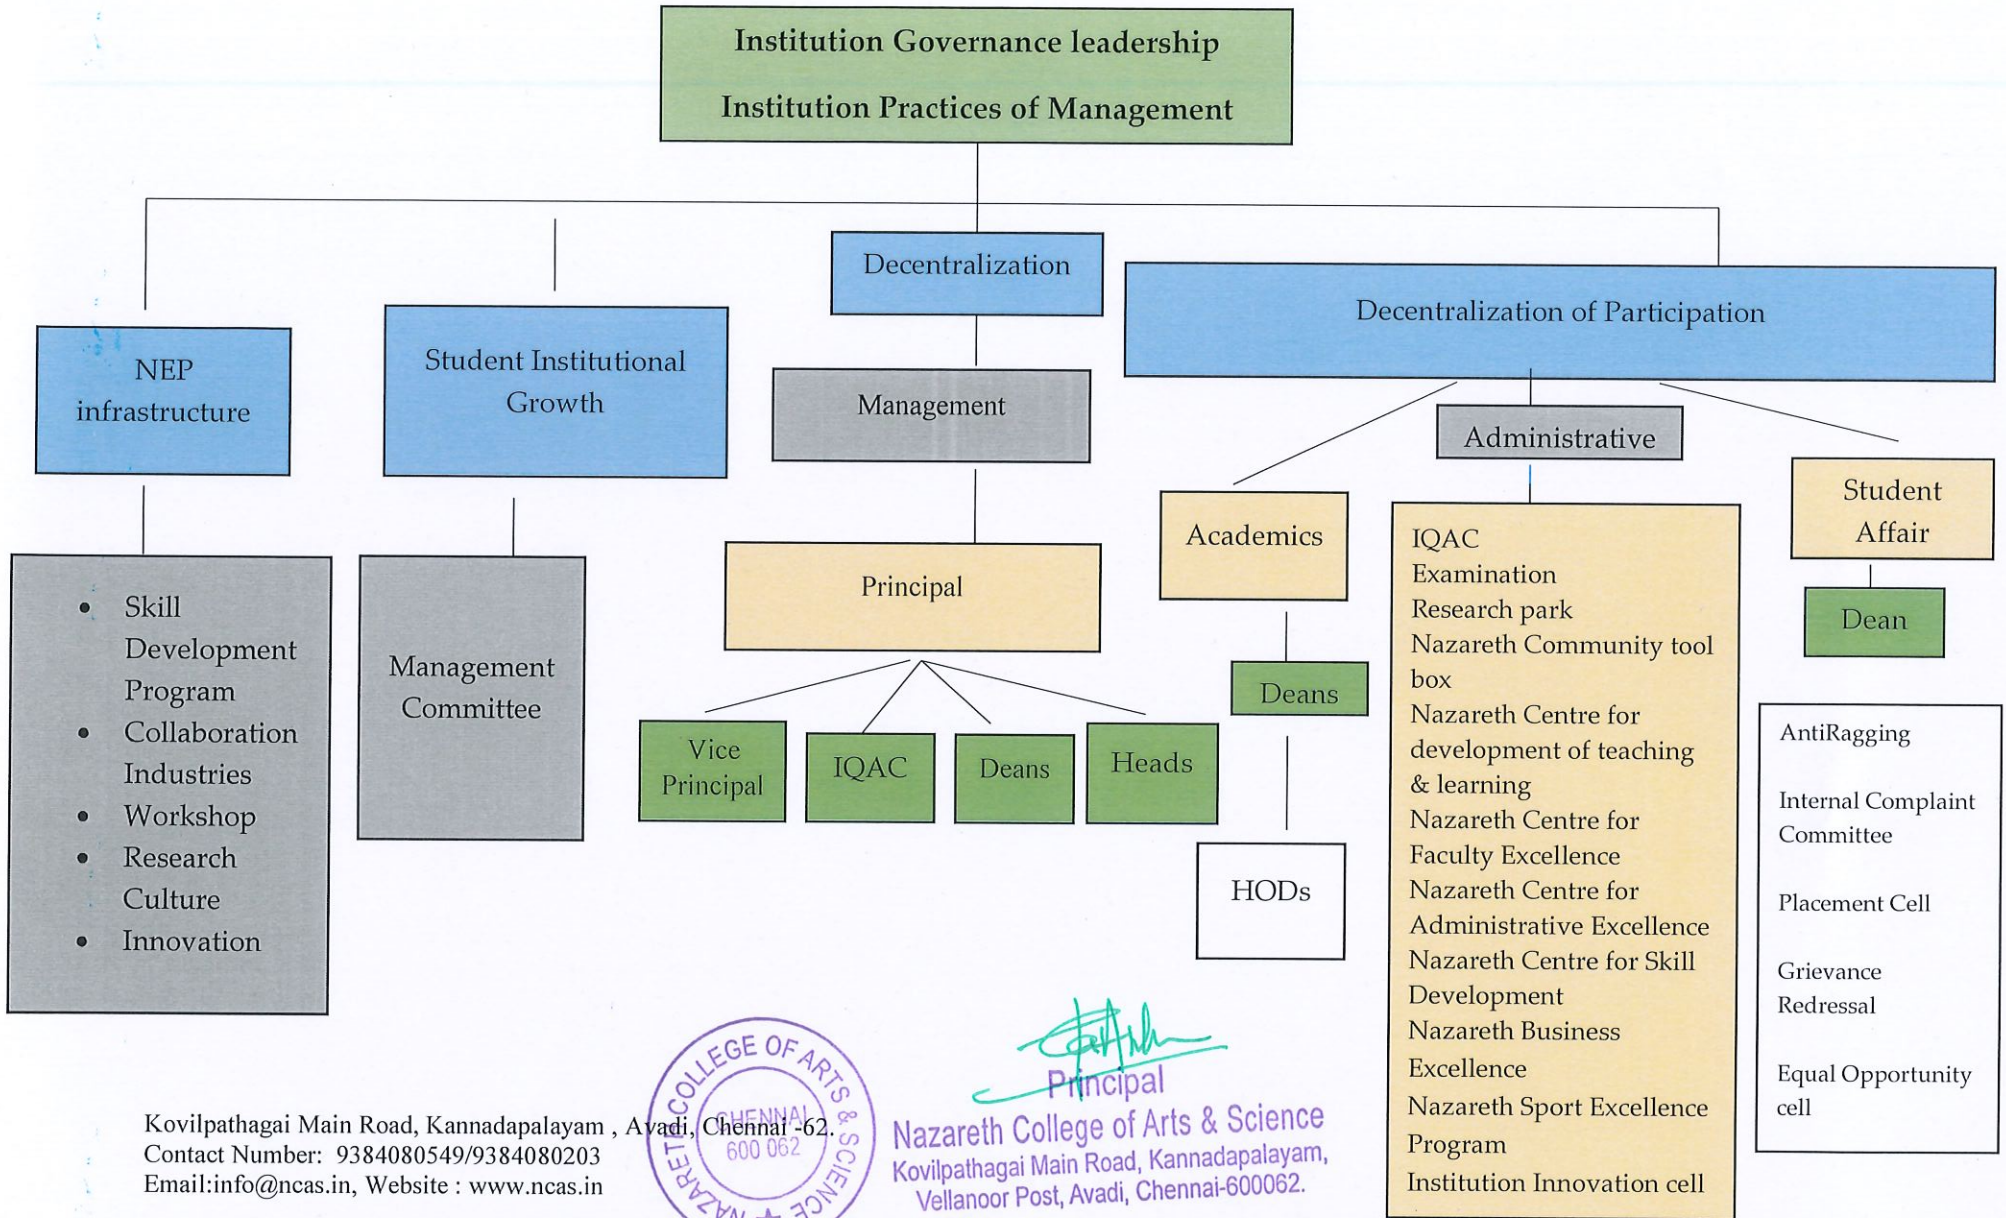 Institution Governance leadership
Institution Practices of Management
Decentralization
Decentralization of Participation
NEP
infrastructure
Student Institutional
Growth
Management
Administrative
Student
Affair
Academics
Principal
Dean
Deans
Management
Committee
• Skill
Development
Program
• Collaboration
Industries
• Workshop
• Research
Culture
• Innovation
Vice
Principal
IQAC
Deans
Heads
HODs
IQAC
Examination
Research park
Nazareth Community tool
box
Nazareth Centre for
development of teaching
& learning
Nazareth Centre for
Faculty Excellence
Nazareth Centre for
Administrative Excellence
Nazareth Centre for Skill
Development
Nazareth Business
Excellence
Nazareth Sport Excellence
Program
Institution Innovation cell
AntiRagging
Internal Complaint
Committee
Placement Cell
Grievance
Redressal
Equal Opportunity
cell
Kovilpathagai Main Road, Kannadapalayam , Avadi, Chennai -62.
Contact Number: 9384080549/9384080203
Email:info@ncas.in, Website : www.ncas.in
NAZARETH COLLEGE OF ARTS & SCIENCE
CHENNAI
600 062
Principal
Nazareth College of Arts & Science
Kovilpathagai Main Road, Kannadapalayam,
Vellanoor Post, Avadi, Chennai-600062.